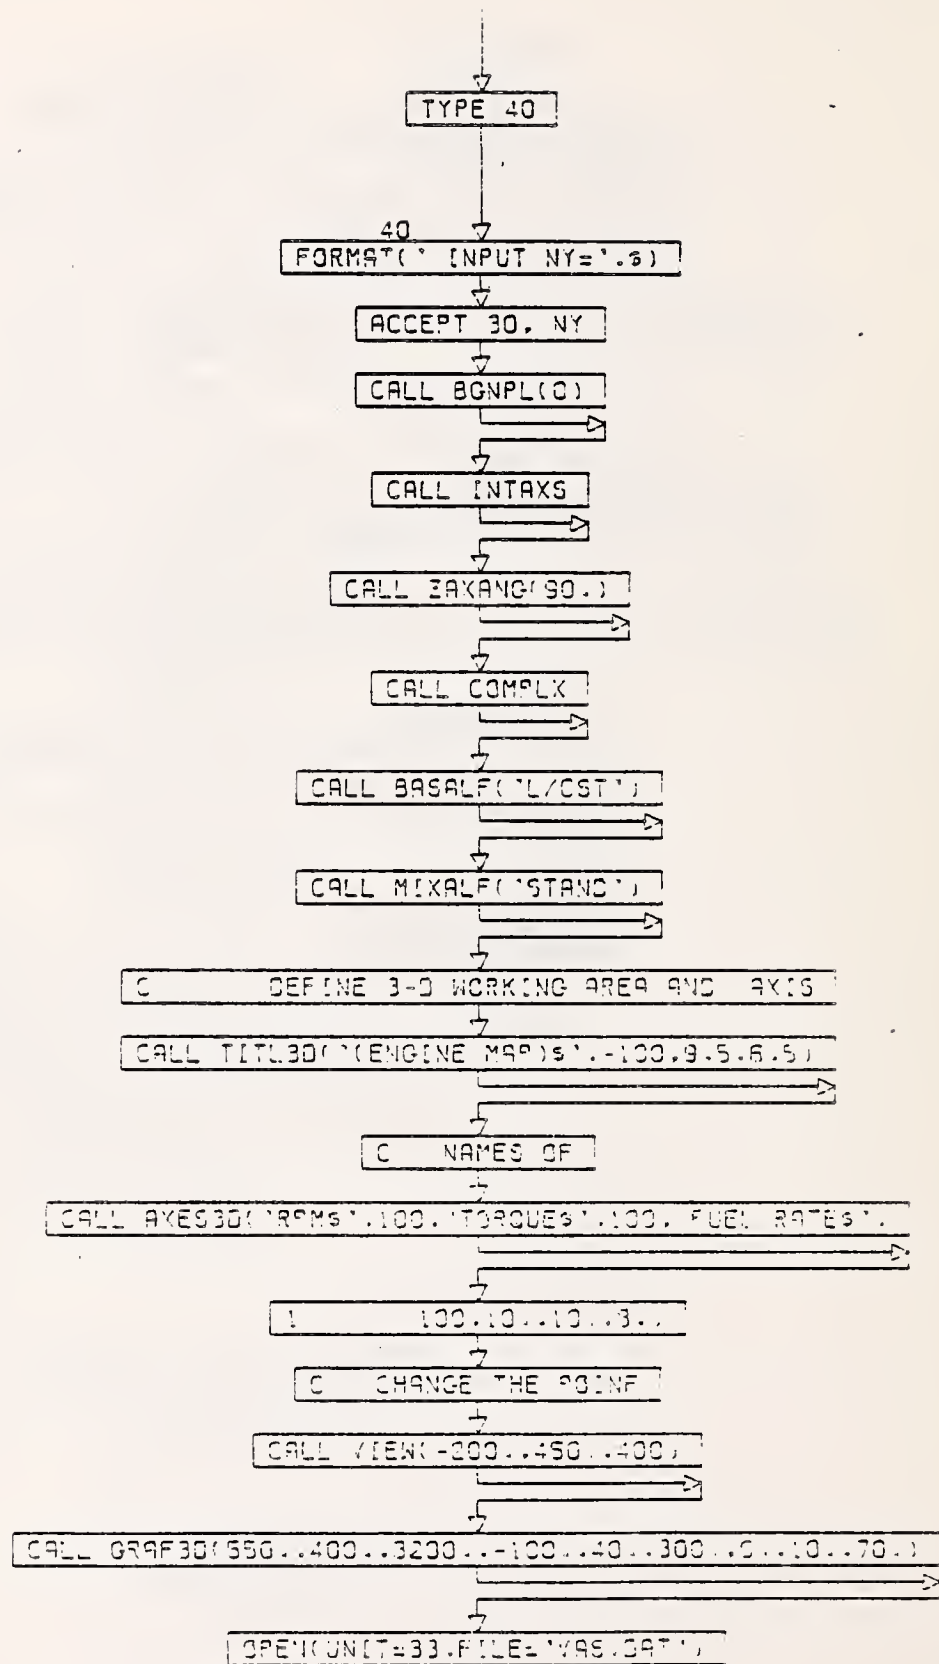 TYPE 40
40
FORMAT(' INPUT NY=',$)
ACCEPT 30, NY
CALL BGNPL(0)
CALL INTAXS
CALL ZAXANG(90.)
CALL COMPLX
CALL BASALF('L/CST')
CALL MIXALF('STAND')
C DEFINE 3-D WORKING AREA AND AXIS
CALL TITL3D('(ENGINE MAP)$',-100,9.5,6.5)
C NAMES OF
CALL AXES3D('RPM$',100,'TORQUE$',100,'FUEL RATE$',
1 100,10.,10.,8.)
C CHANGE THE POINT
CALL VIEW(-200.,450.,400)
CALL GRAF3D(550.,400.,3200.,-100.,40.,300.,0.,10.,70.)
OPEN(UNIT=33,FILE='VAS.DAT')